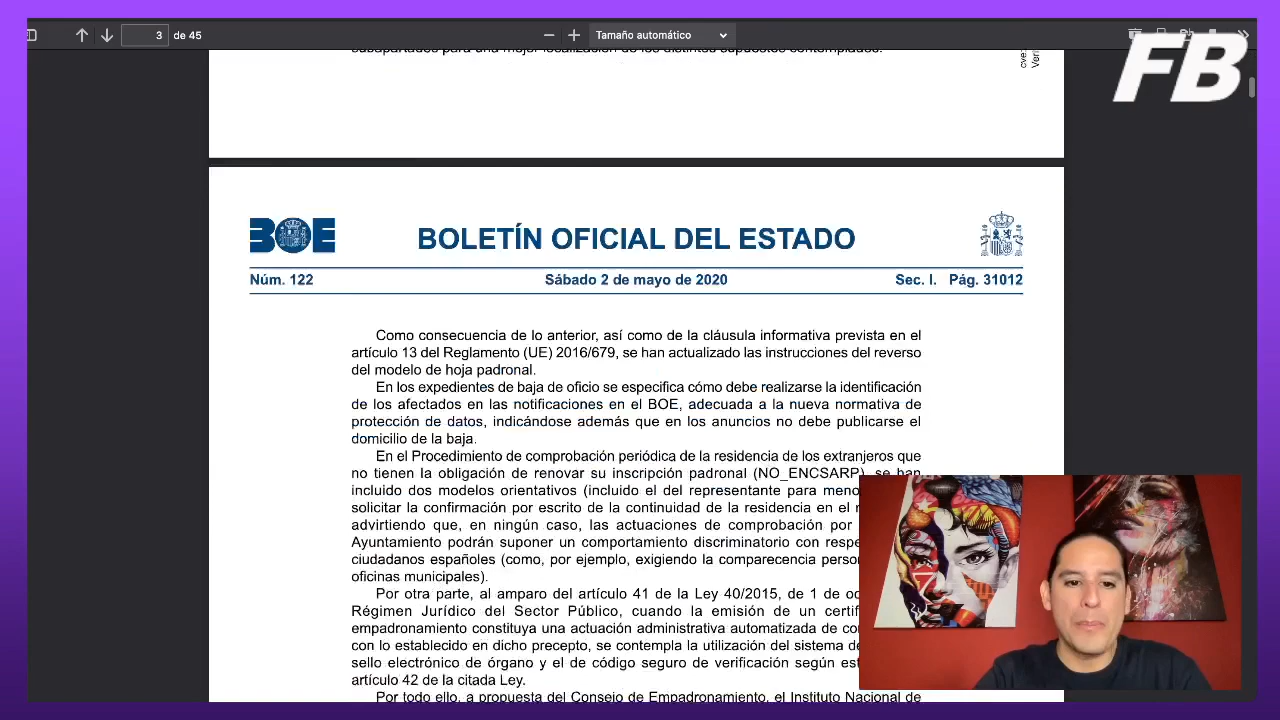 3 de 45
Tamaño automático
FB
subapartados para una mejor localización de los distintos supuestos contemplados.
cve:
Veri
BOE
BOLETÍN OFICIAL DEL ESTADO
Núm. 122 Sábado 2 de mayo de 2020 Sec. I. Pág. 31012
Como consecuencia de lo anterior, así como de la cláusula informativa prevista en el
artículo 13 del Reglamento (UE) 2016/679, se han actualizado las instrucciones del reverso
del modelo de hoja padronal.
En los expedientes de baja de oficio se especifica cómo debe realizarse la identificación
de los afectados en las notificaciones en el BOE, adecuada a la nueva normativa de
protección de datos, indicándose además que en los anuncios no debe publicarse el
domicilio de la baja.
En el Procedimiento de comprobación periódica de la residencia de los extranjeros que
no tienen la obligación de renovar su inscripción padronal (NO_ENCSARP), se han
incluido dos modelos orientativos (incluido el del representante para meno
solicitar la confirmación por escrito de la continuidad de la residencia en el
advirtiendo que, en ningún caso, las actuaciones de comprobación por
Ayuntamiento podrán suponer un comportamiento discriminatorio con respe
ciudadanos españoles (como, por ejemplo, exigiendo la comparecencia perso
oficinas municipales).
Por otra parte, al amparo del artículo 41 de la Ley 40/2015, de 1 de o
Régimen Jurídico del Sector Público, cuando la emisión de un certif
empadronamiento constituya una actuación administrativa automatizada de co
con lo establecido en dicho precepto, se contempla la utilización del sistema de
sello electrónico de órgano y el de código seguro de verificación según est
artículo 42 de la citada Ley.
Por todo ello, a propuesta del Consejo de Empadronamiento, el Instituto Nacional de